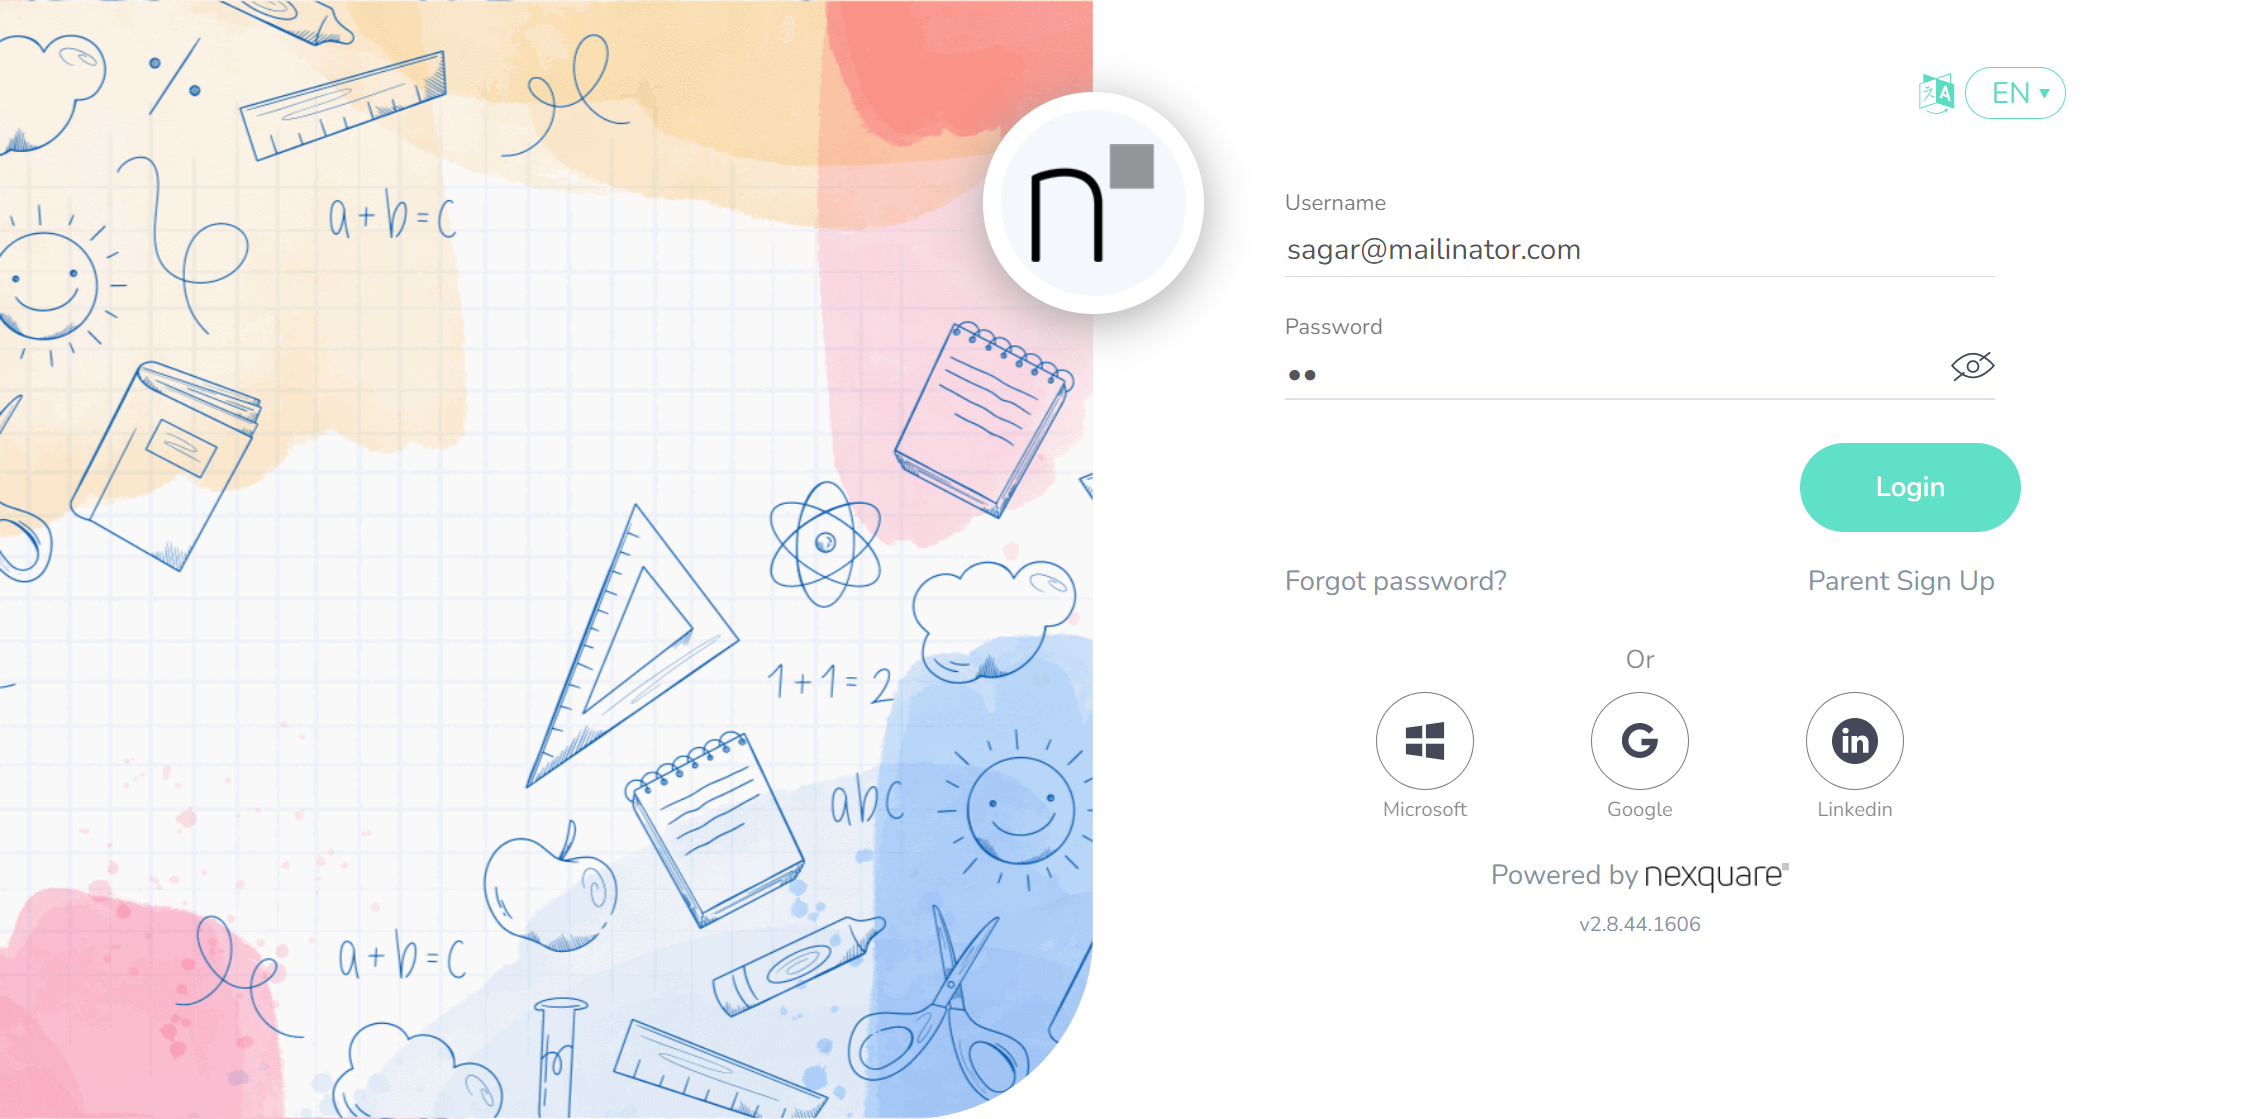 a+b=c
1+1=2
abc
a+b=c
n
A
EN
Username
sagar@mailinator.com
Password
••
Login
Forgot password?
Parent Sign Up
Or
G
in
Microsoft
Google
Linkedin
Powered by nexquare
v2.8.44.1606